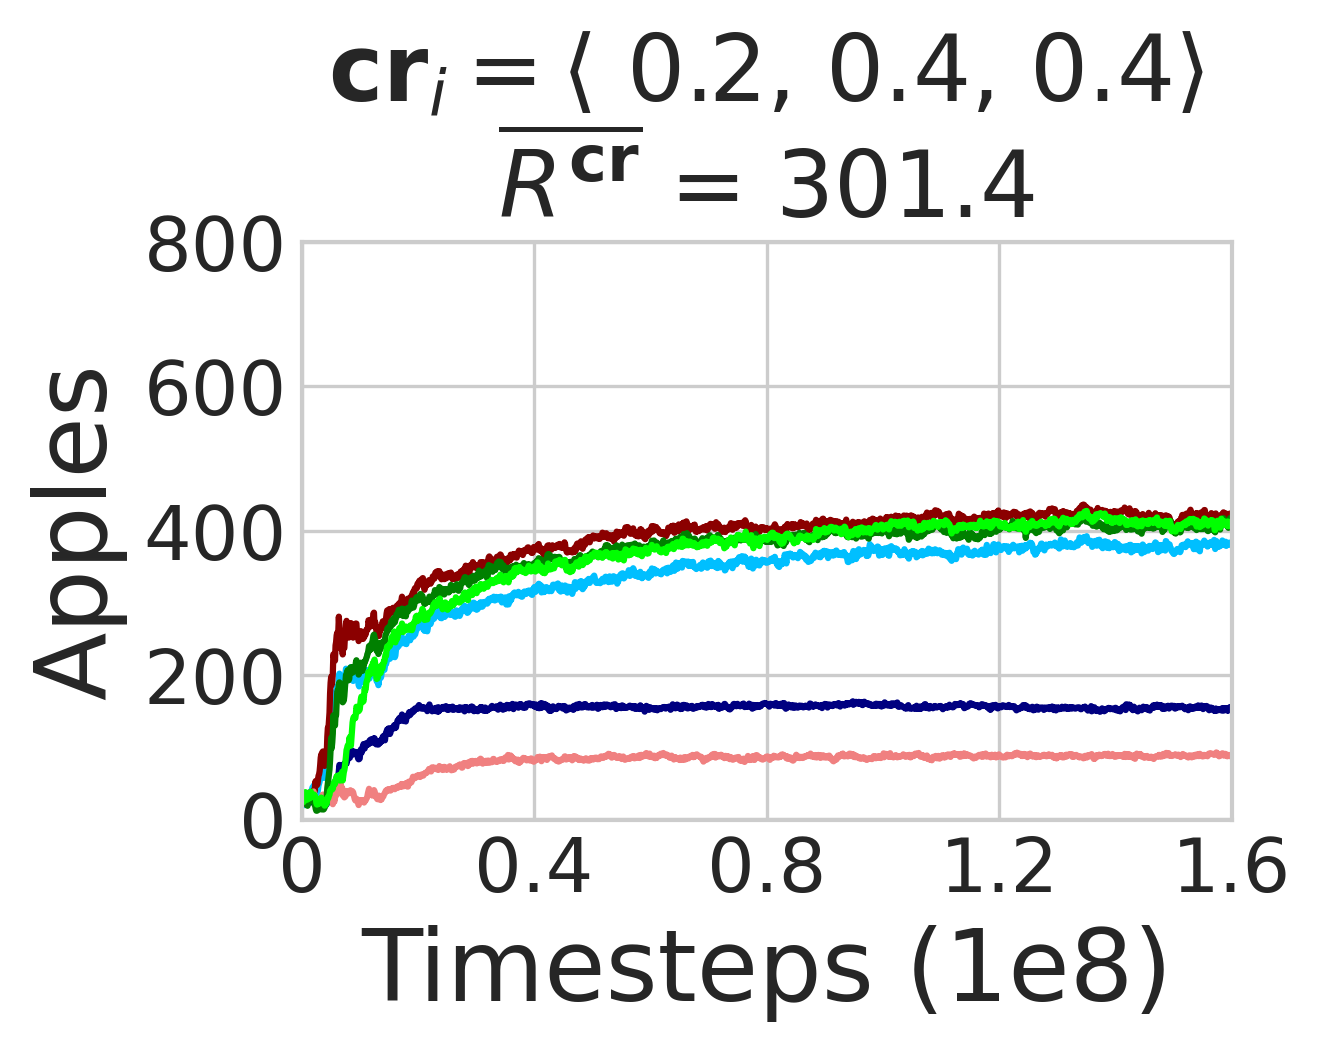 cr_i = ⟨ 0.2, 0.4, 0.4⟩
R^cr = 301.4
800
600
400
200
0
Apples
0 0.4 0.8 1.2 1.6
Timesteps (1e8)